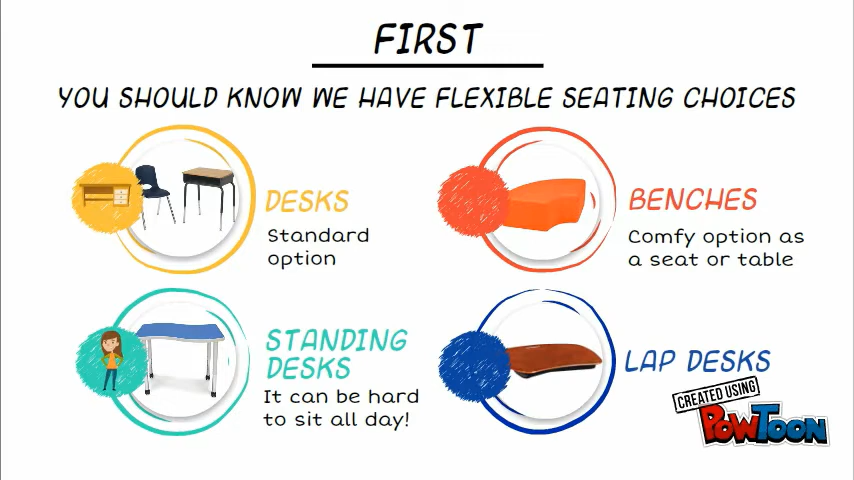 FIRST
YOU SHOULD KNOW WE HAVE FLEXIBLE SEATING CHOICES
DESKS
Standard
option
BENCHES
Comfy option as
a seat or table
STANDING
DESKS
It can be hard
to sit all day!
LAP DESKS
CREATED USING
POWTOON